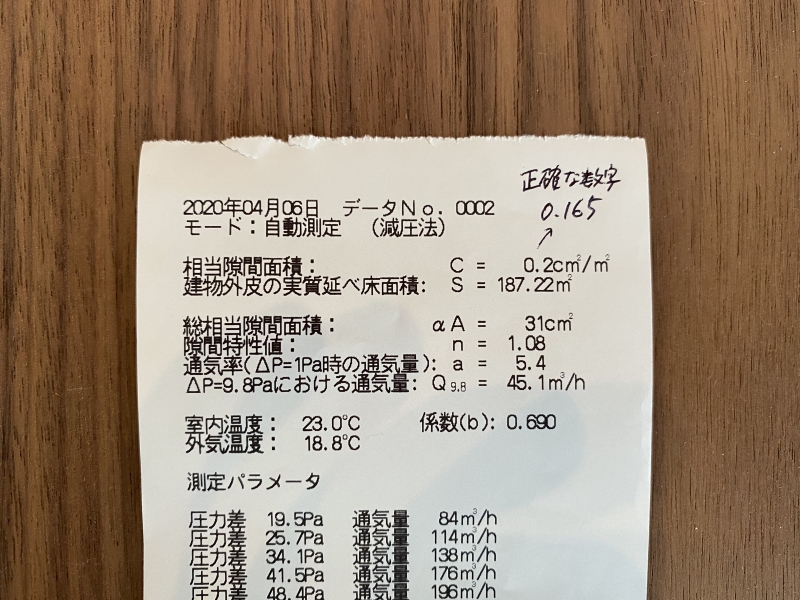 正確な数字
0.165
2020年04月06日 データNo. 0002
モード：自動測定 （減圧法）
相当隙間面積： C = 0.2cm²/m²
建物外皮の実質延べ床面積: S = 187.22m²
総相当隙間面積： αA = 31cm²
隙間特性値： n = 1.08
通気率(ΔP=1Pa時の通気量): a = 5.4
ΔP=9.8Paにおける通気量: Q9.8 = 45.1m³/h
室内温度： 23.0℃ 係数(b): 0.690
外気温度： 18.8℃
測定パラメータ
圧力差 19.5Pa 通気量 84m³/h
圧力差 25.7Pa 通気量 114m³/h
圧力差 34.1Pa 通気量 138m³/h
圧力差 41.5Pa 通気量 176m³/h
圧力差 48.4Pa 通気量 196m³/h